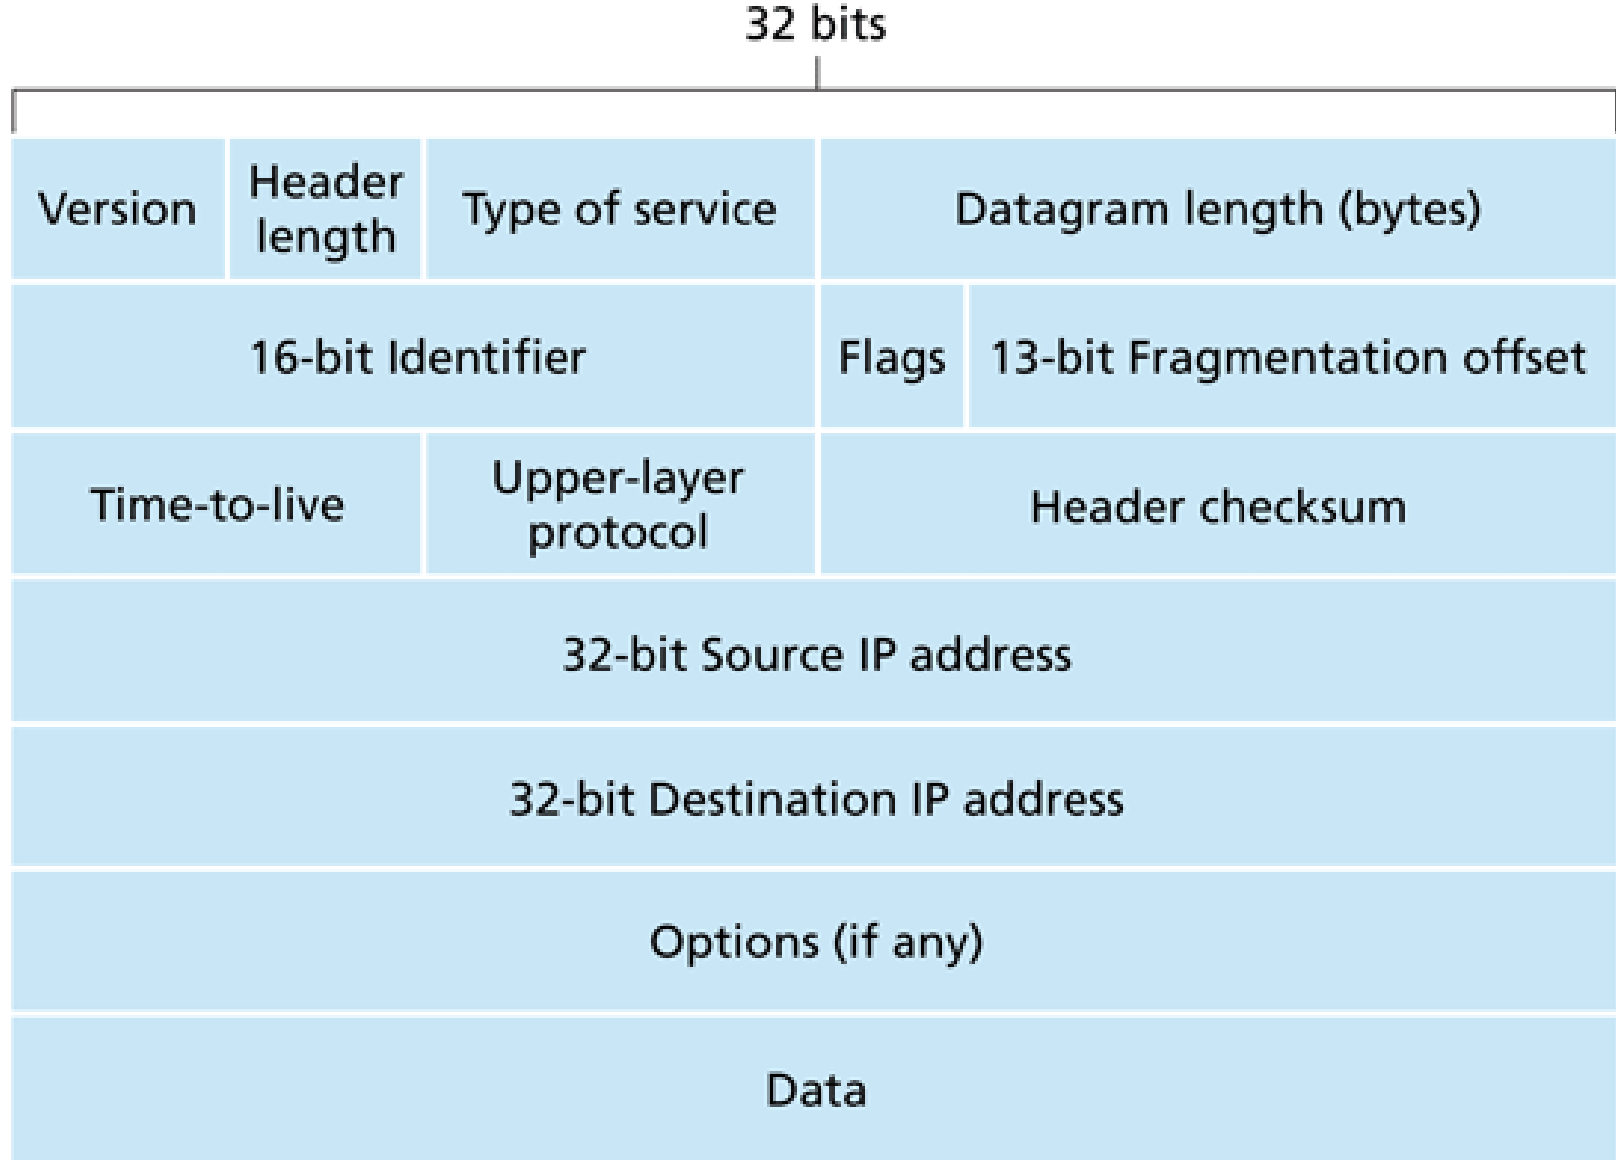 32 bits
Version
Header
length
Type of service
Datagram length (bytes)
16-bit Identifier
Flags
13-bit Fragmentation offset
Time-to-live
Upper-layer
protocol
Header checksum
32-bit Source IP address
32-bit Destination IP address
Options (if any)
Data